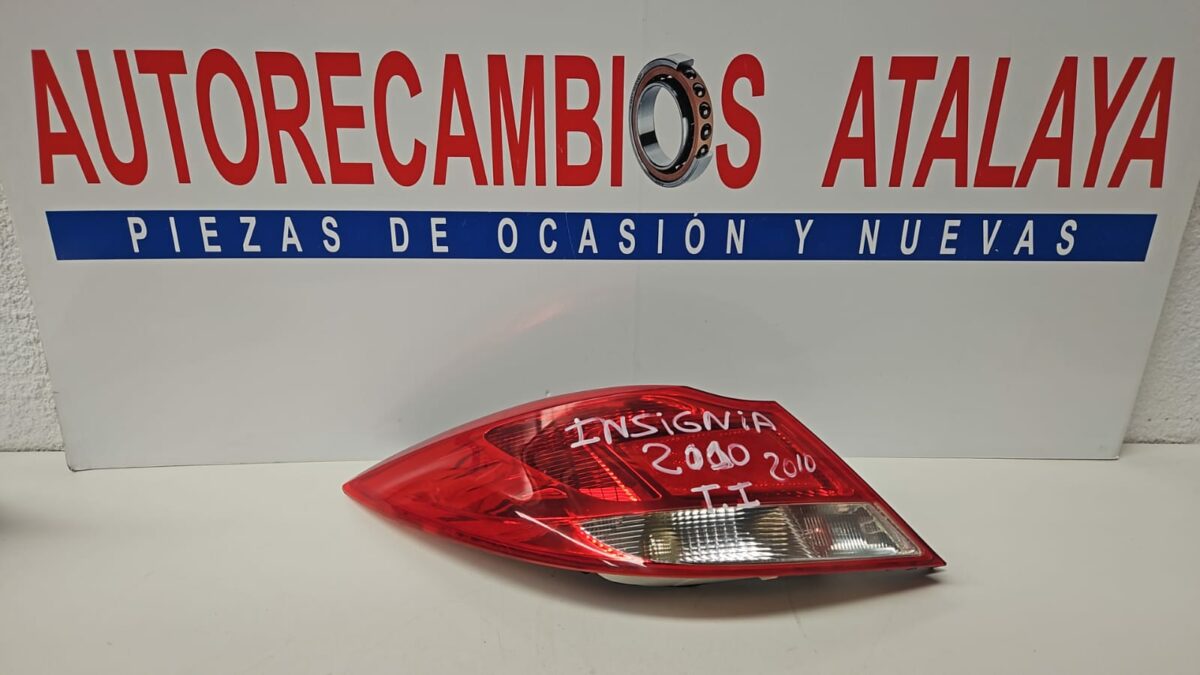 AUTORECAMBIOS ATALAYA
PIEZAS DE OCASIÓN Y NUEVAS
INSIGNIA
2010 2010
I.I